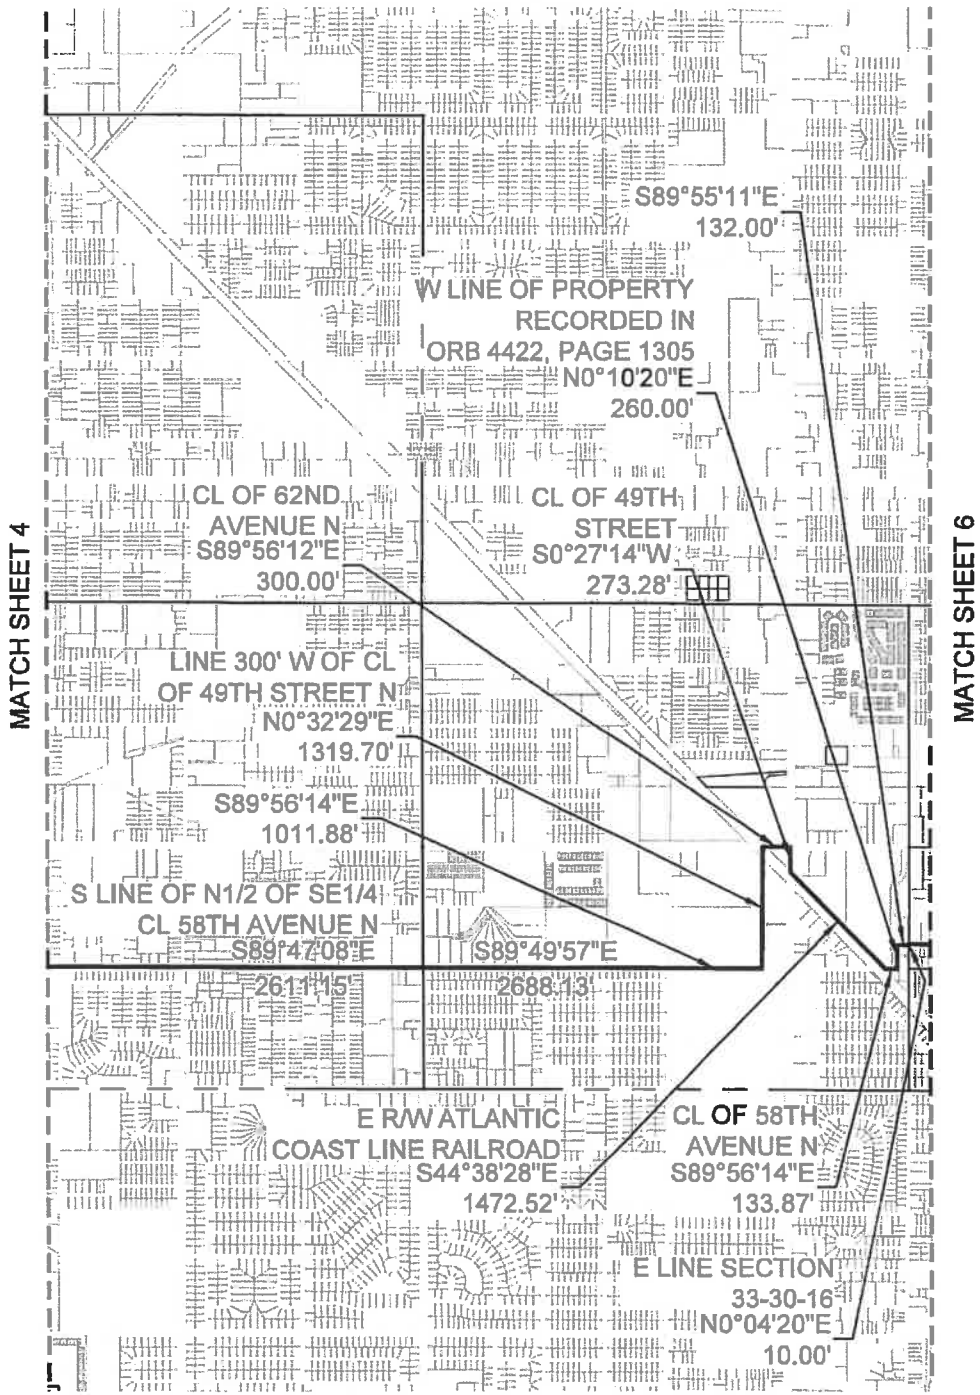 S89°55'11"E
132.00'
W LINE OF PROPERTY
RECORDED IN
ORB 4422, PAGE 1305
N0°10'20"E
260.00'
CL OF 62ND
AVENUE N
S89°56'12"E
300.00'
CL OF 49TH
STREET
S0°27'14"W
273.28'
MATCH SHEET 4
MATCH SHEET 6
LINE 300' W OF CL
OF 49TH STREET N
N0°32'29"E
1319.70'
S89°56'14"E
1011.88'
S LINE OF N1/2 OF SE1/4
CL 58TH AVENUE N
S89°47'08"E
2611.15'
S89°49'57"E
2688.13'
E R/W ATLANTIC
COAST LINE RAILROAD
S44°38'28"E
1472.52'
CL OF 58TH
AVENUE N
S89°56'14"E
133.87'
E LINE SECTION
33-30-16
N0°04'20"E
10.00'